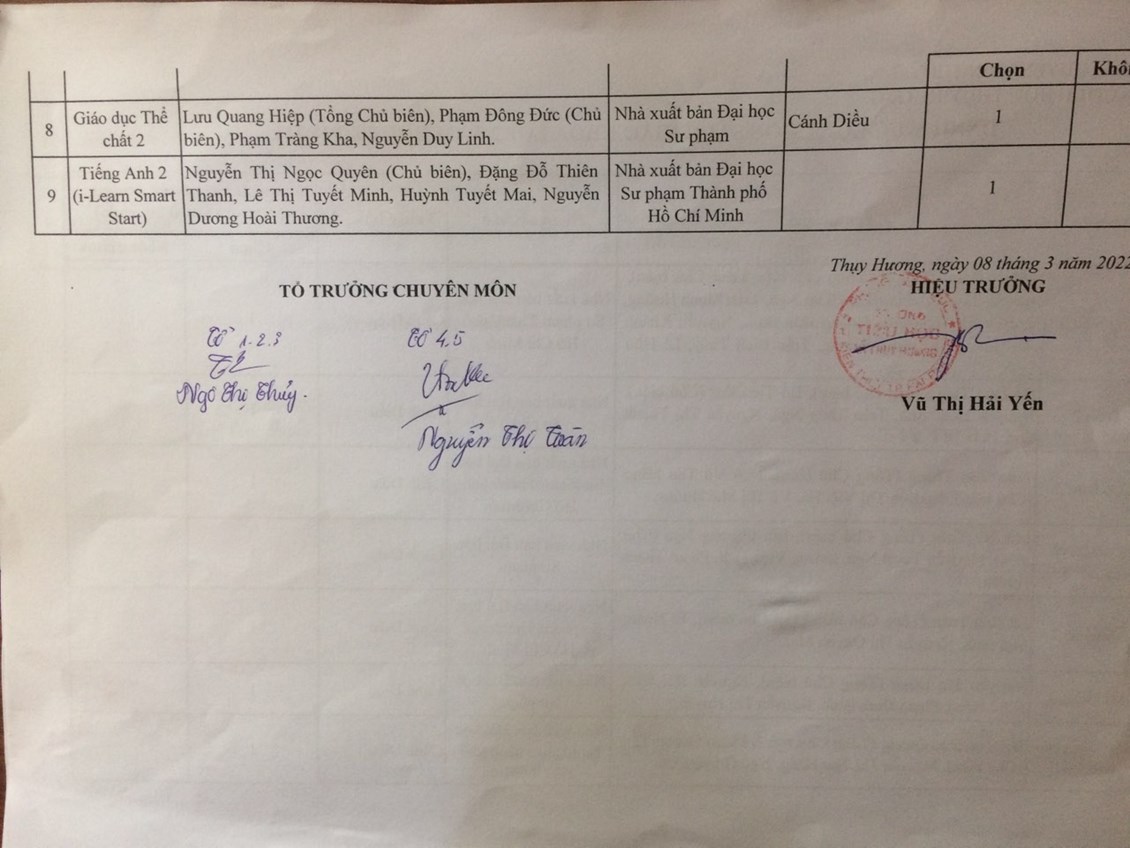 Chọn
8
Giáo dục Thể
chất 2
Lưu Quang Hiệp (Tổng Chủ biên), Phạm Đông Đức (Chủ
biên), Phạm Tràng Kha, Nguyễn Duy Linh.
Nhà xuất bản Đại học
Sư phạm
Cánh Diều
1
9
Tiếng Anh 2
(i-Learn Smart
Start)
Nguyễn Thị Ngọc Quyên (Chủ biên), Đặng Đỗ Thiên
Thanh, Lê Thị Tuyết Minh, Huỳnh Tuyết Mai, Nguyễn
Dương Hoài Thương.
Nhà xuất bản Đại học
Sư phạm Thành phố
Hồ Chí Minh
1
Thụy Hương, ngày 08 tháng 3 năm 2022
TỔ TRƯỞNG CHUYÊN MÔN
HIỆU TRƯỞNG
Tổ 1.2.3
Tổ 4,5
TIỂU HỌC
Ngô Thị Thủy.
Nguyễn Thị Toàn
Vũ Thị Hải Yến